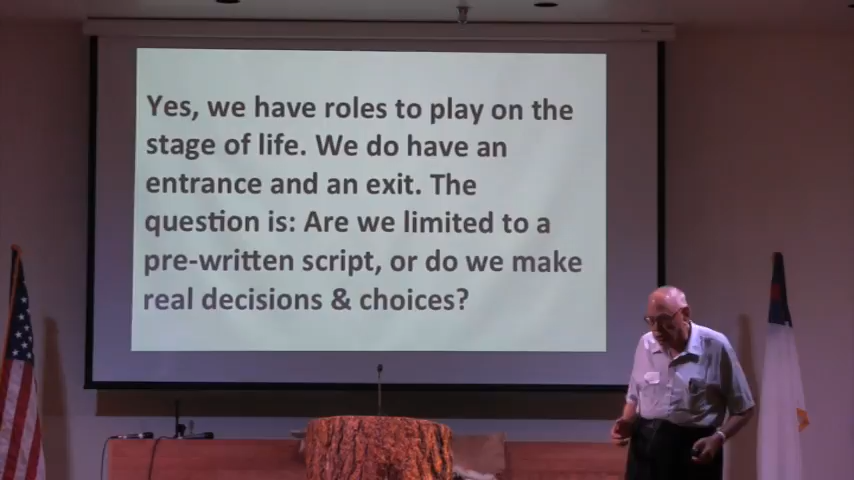 Yes, we have roles to play on the
stage of life. We do have an
entrance and an exit. The
question is: Are we limited to a
pre-written script, or do we make
real decisions & choices?